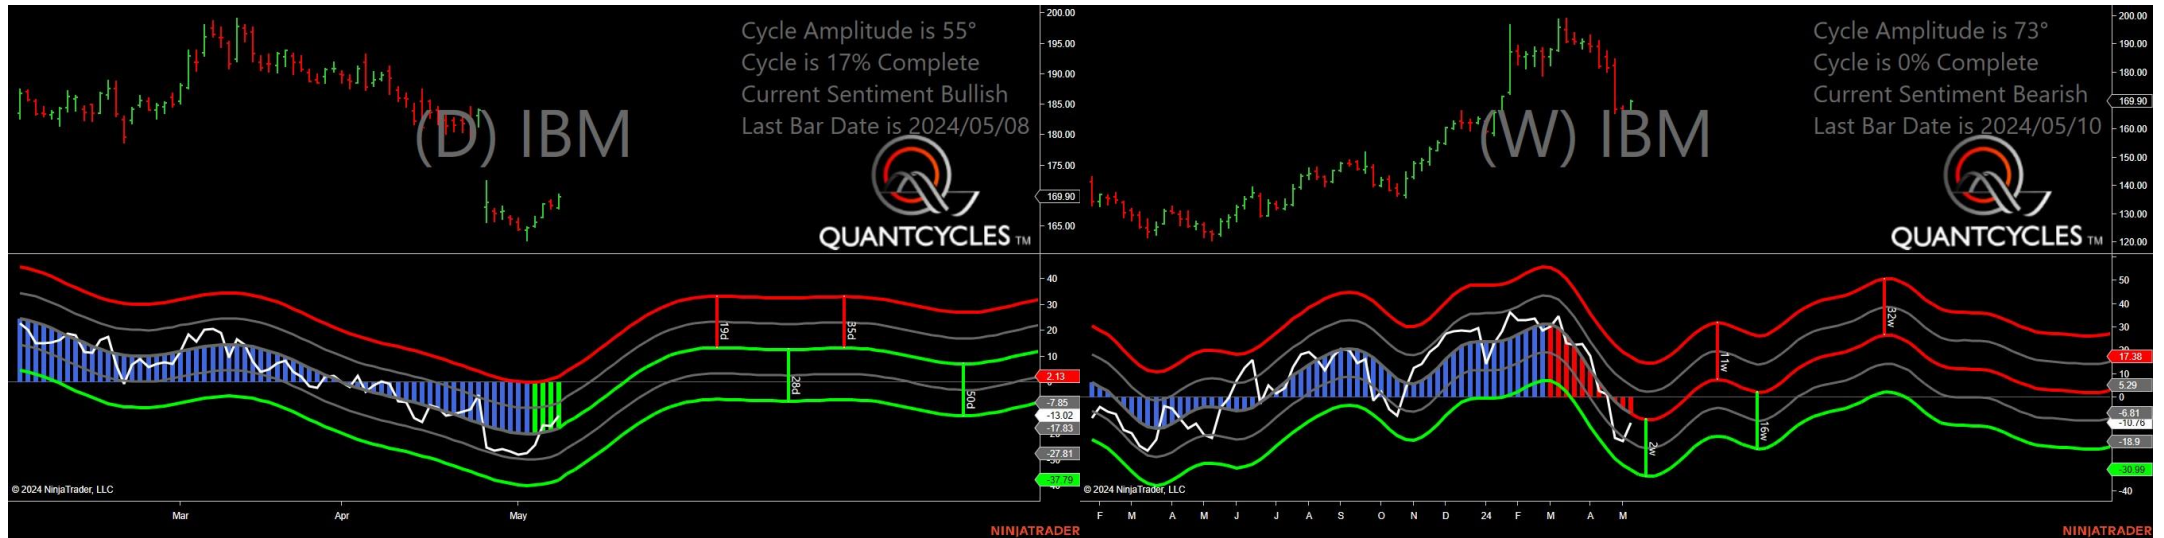 Cycle Amplitude is 55°
Cycle is 17% Complete
Current Sentiment Bullish
Last Bar Date is 2024/05/08
(D) IBM
QUANTCYCLES TM
200.00
195.00
190.00
185.00
180.00
175.00
169.90
165.00
40
30
20
10
2.13
-7.85
-13.02
-17.83
-27.81
-37.79
19d
28d
35d
50d
© 2024 NinjaTrader, LLC
Mar
Apr
May
NINJATRADER
Cycle Amplitude is 73°
Cycle is 0% Complete
Current Sentiment Bearish
Last Bar Date is 2024/05/10
(W) IBM
QUANTCYCLES TM
200.00
190.00
180.00
169.90
160.00
150.00
140.00
130.00
120.00
50
40
30
17.38
10
5.29
0
-6.81
-10.76
-18.9
-30.99
-40
2w
11w
16w
32w
© 2024 NinjaTrader, LLC
F M A M J J A S O N D 24 F M A M
NINJATRADER